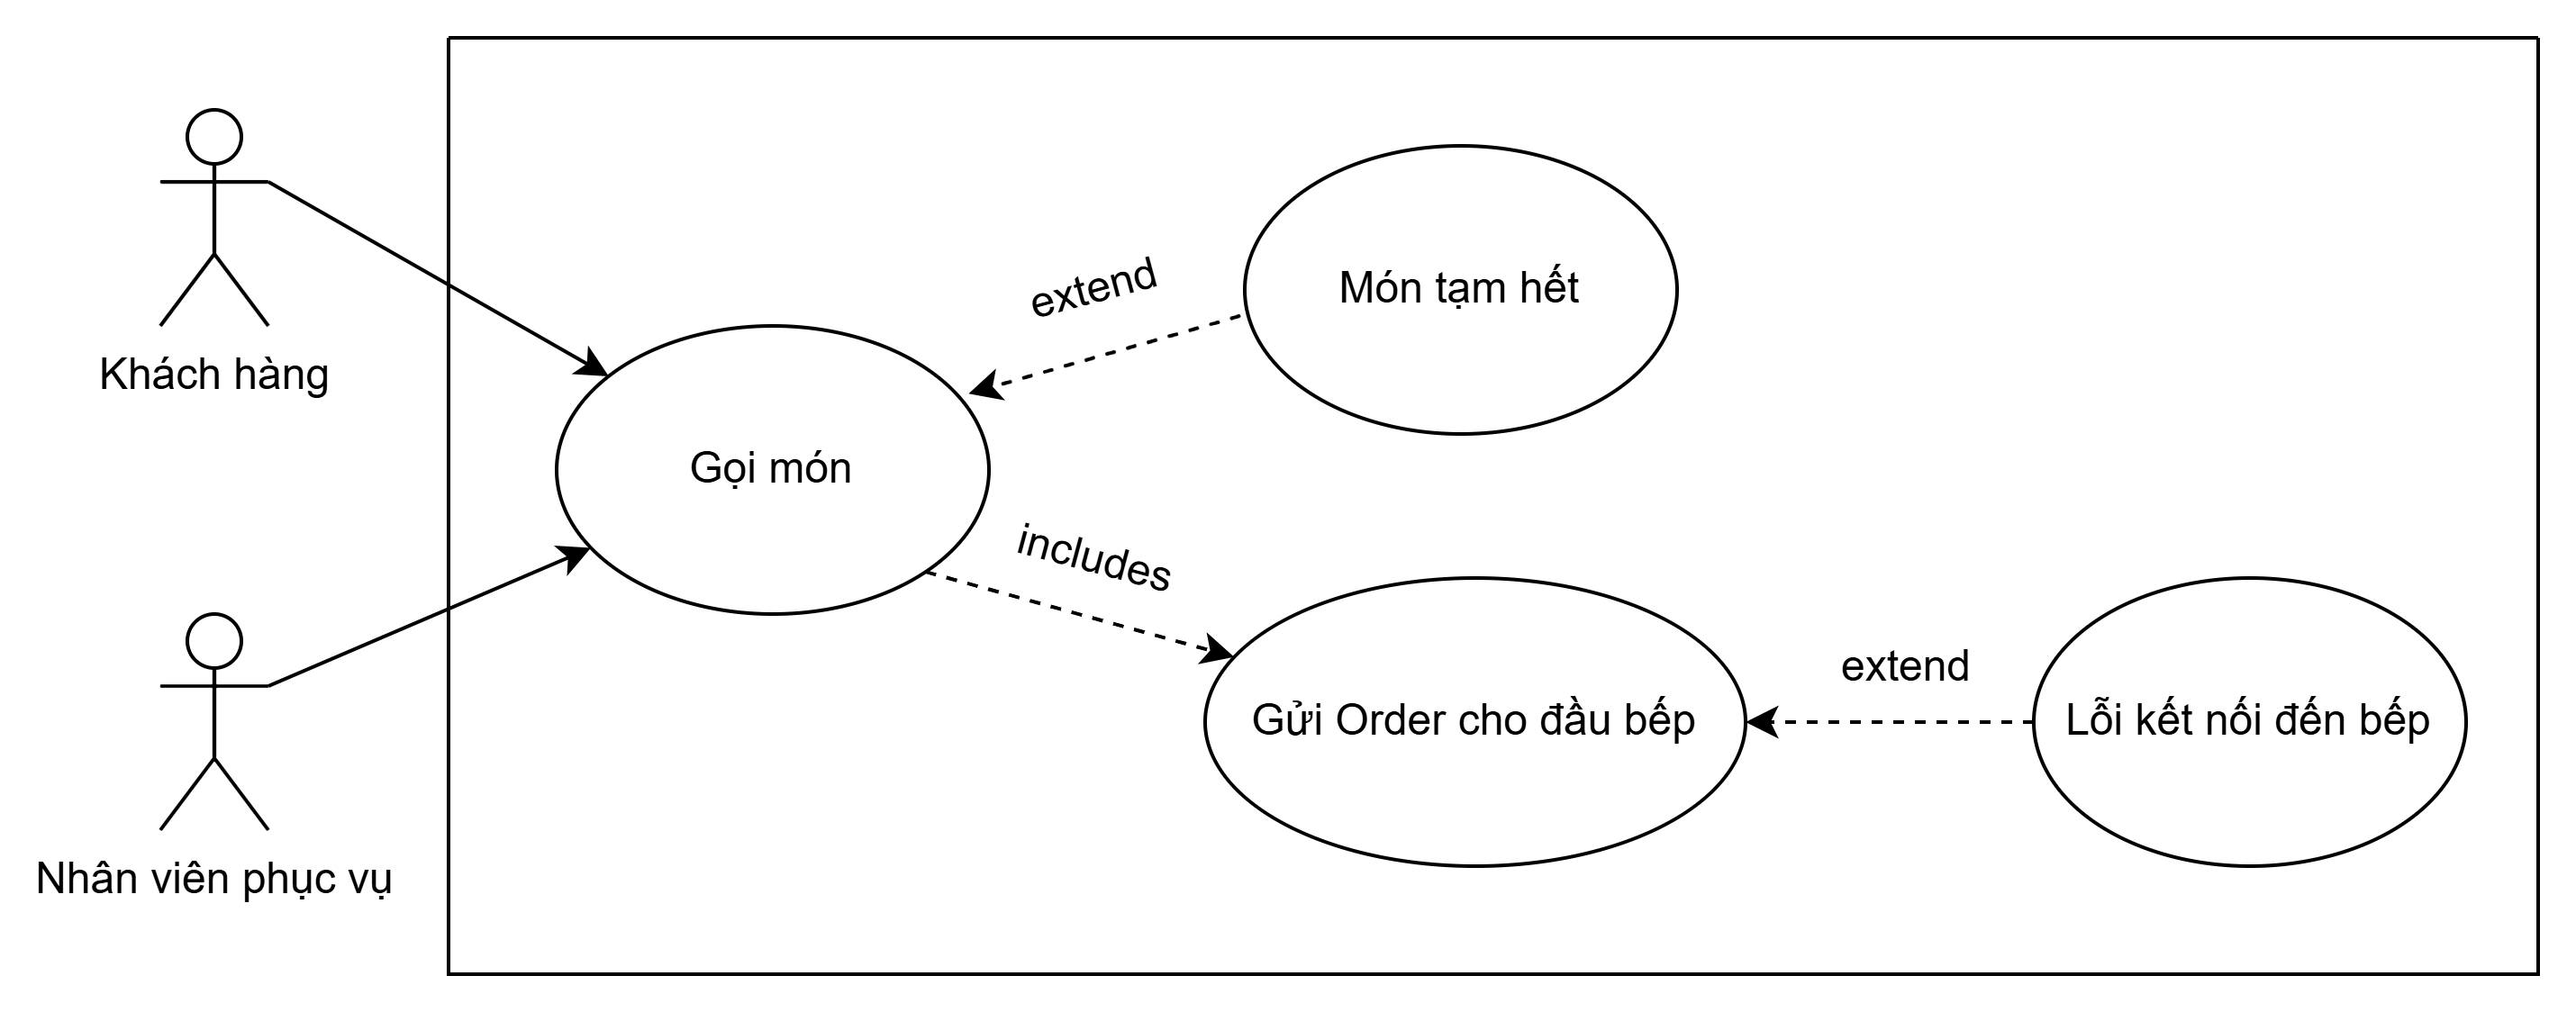 Khách hàng
Gọi món
extend
Món tạm hết
includes
Gửi Order cho đầu bếp
extend
Lỗi kết nối đến bếp
Nhân viên phục vụ